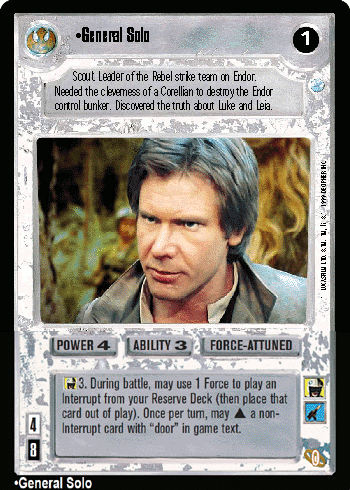 •General Solo
1
Scout. Leader of the Rebel strike team on Endor.
Needed the cleverness of a Corellian to destroy the Endor
control bunker. Discovered the truth about Luke and Leia.
POWER 4
ABILITY 3
FORCE-ATTUNED
3. During battle, may use 1 Force to play an
Interrupt from your Reserve Deck (then place that
card out of play). Once per turn, may ▲ a non-
Interrupt card with “door” in game text.
4
8
•General Solo